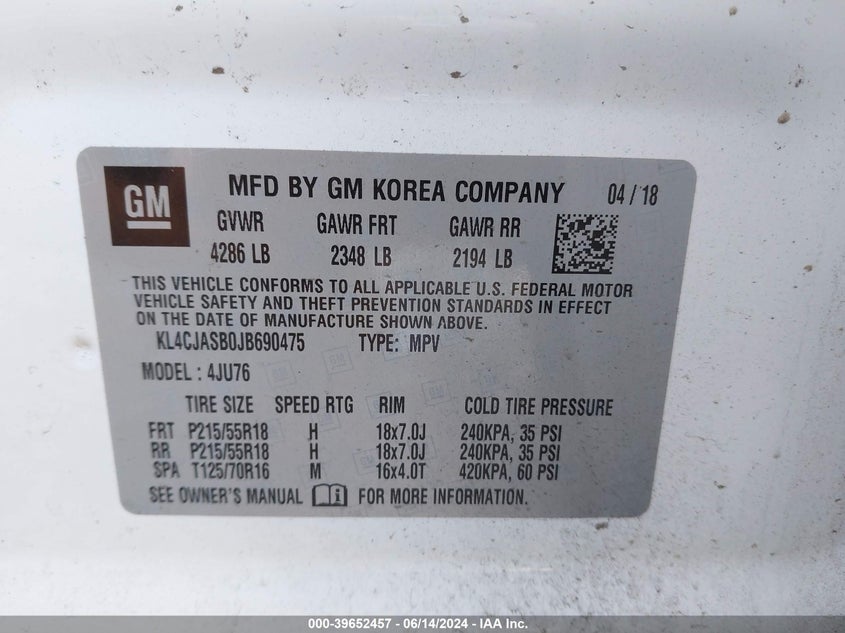 GM
MFD BY GM KOREA COMPANY 04 / 18
GVWR GAWR FRT GAWR RR
4286 LB 2348 LB 2194 LB
THIS VEHICLE CONFORMS TO ALL APPLICABLE U.S. FEDERAL MOTOR
VEHICLE SAFETY AND THEFT PREVENTION STANDARDS IN EFFECT
ON THE DATE OF MANUFACTURE SHOWN ABOVE.
KL4CJASB0JB690475 TYPE: MPV
MODEL : 4JU76
TIRE SIZE SPEED RTG RIM COLD TIRE PRESSURE
FRT P215/55R18 H 18x7.0J 240KPA, 35 PSI
RR P215/55R18 H 18x7.0J 240KPA, 35 PSI
SPA T125/70R16 M 16x4.0T 420KPA, 60 PSI
SEE OWNER'S MANUAL i FOR MORE INFORMATION.
000-39652457 - 06/14/2024 - IAA Inc.